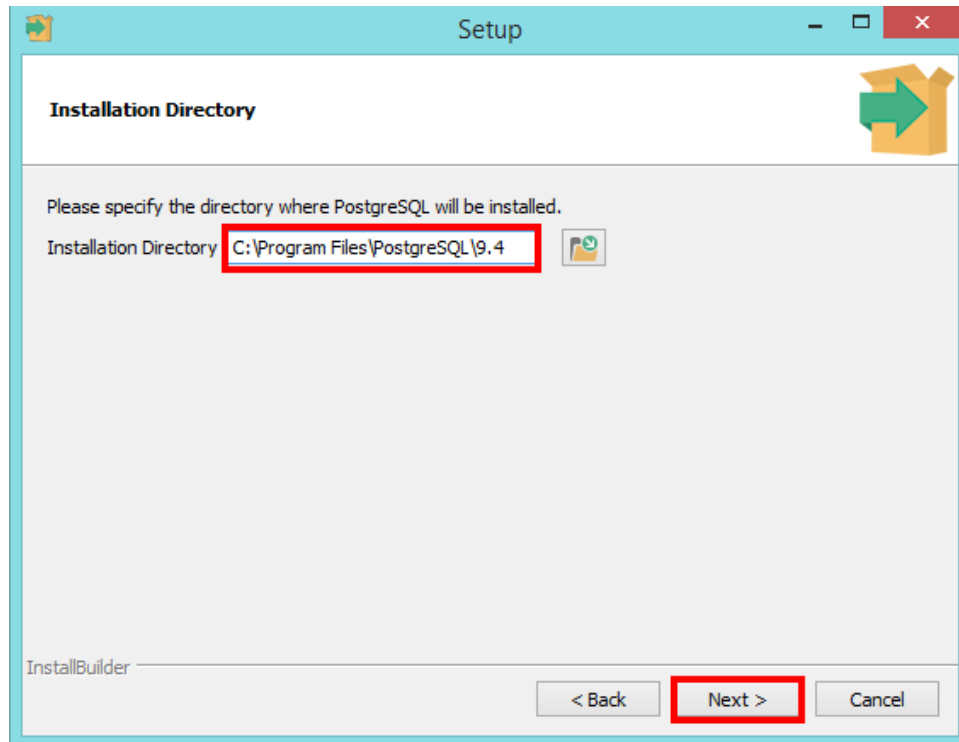 Setup
Installation Directory
Please specify the directory where PostgreSQL will be installed.
Installation Directory C:\Program Files\PostgreSQL\9.4
InstallBuilder
< Back Next > Cancel